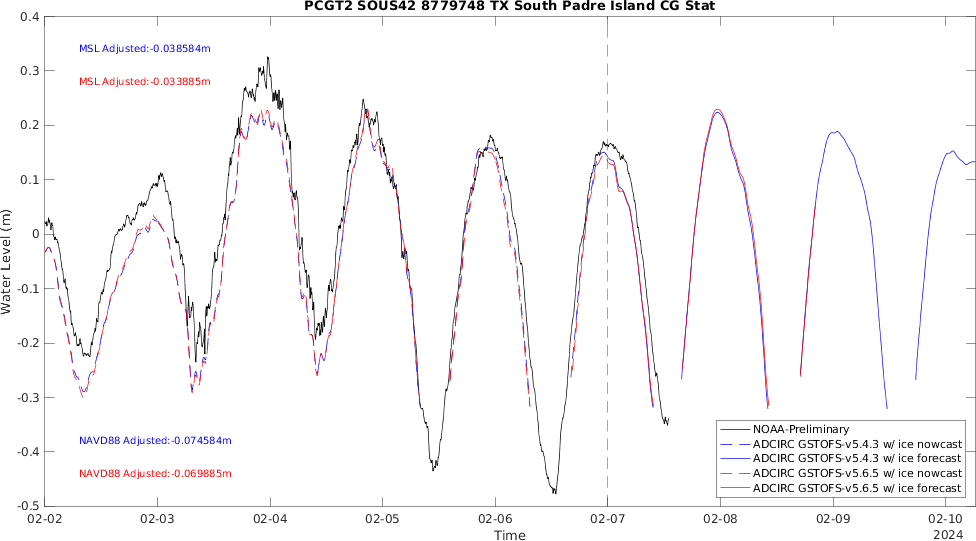 PCGT2 SOUS42 8779748 TX South Padre Island CG Stat
0.4
0.3
0.2
0.1
0
-0.1
-0.2
-0.3
-0.4
-0.5
Water Level (m)
MSL Adjusted:-0.038584m
MSL Adjusted:-0.033885m
NAVD88 Adjusted:-0.074584m
NAVD88 Adjusted:-0.069885m
NOAA-Preliminary
ADCIRC GSTOFS-v5.4.3 w/ ice nowcast
ADCIRC GSTOFS-v5.4.3 w/ ice forecast
ADCIRC GSTOFS-v5.6.5 w/ ice nowcast
ADCIRC GSTOFS-v5.6.5 w/ ice forecast
02-02 02-03 02-04 02-05 02-06 02-07 02-08 02-09 02-10
Time
2024